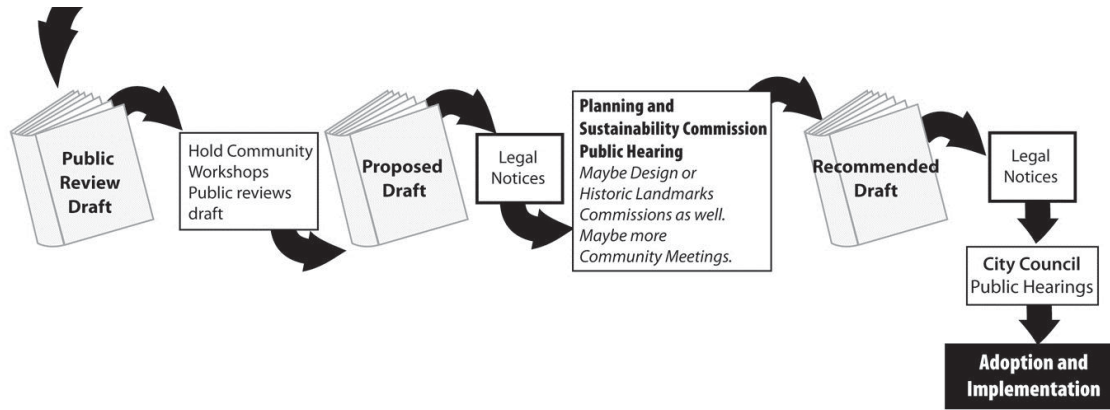 Public
Review
Draft
Hold Community
Workshops
Public reviews
draft
Proposed
Draft
Legal
Notices
Planning and
Sustainability Commission
Public Hearing
Maybe Design or
Historic Landmarks
Commissions as well.
Maybe more
Community Meetings.
Recommended
Draft
Legal
Notices
City Council
Public Hearings
Adoption and
Implementation